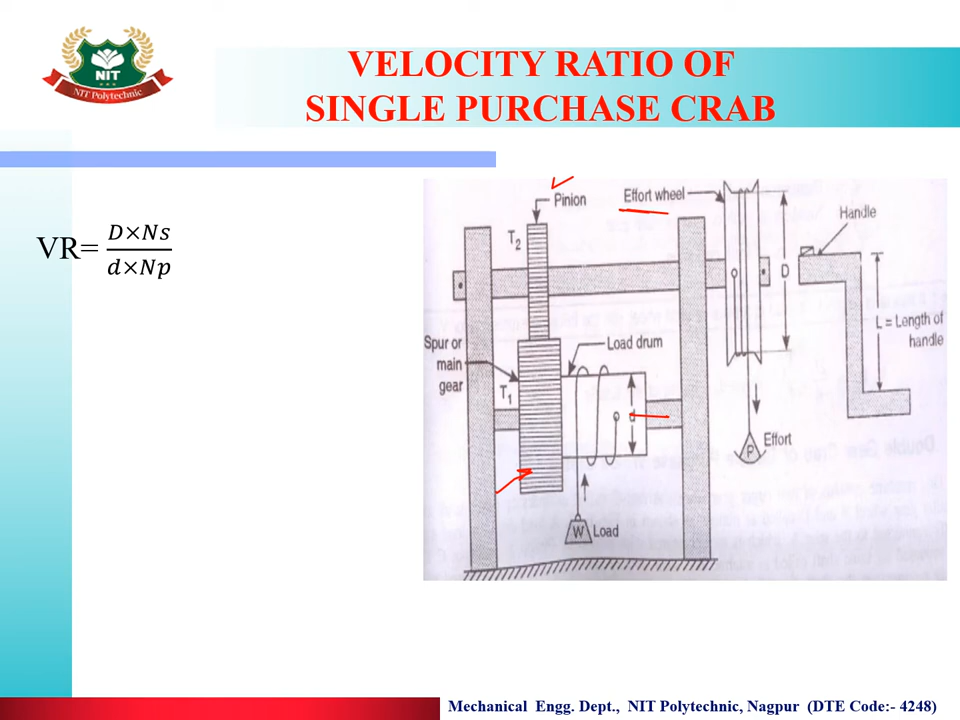 NIT
NIT Polytechnic
VELOCITY RATIO OF
SINGLE PURCHASE CRAB
VR= D×Ns / d×Np
Pinion
Effort wheel
Handle
T2
D
L = Length of
handle
Spur or
main
gear
Load drum
T1
d
P
Effort
W
Load
Mechanical Engg. Dept., NIT Polytechnic, Nagpur (DTE Code:- 4248)